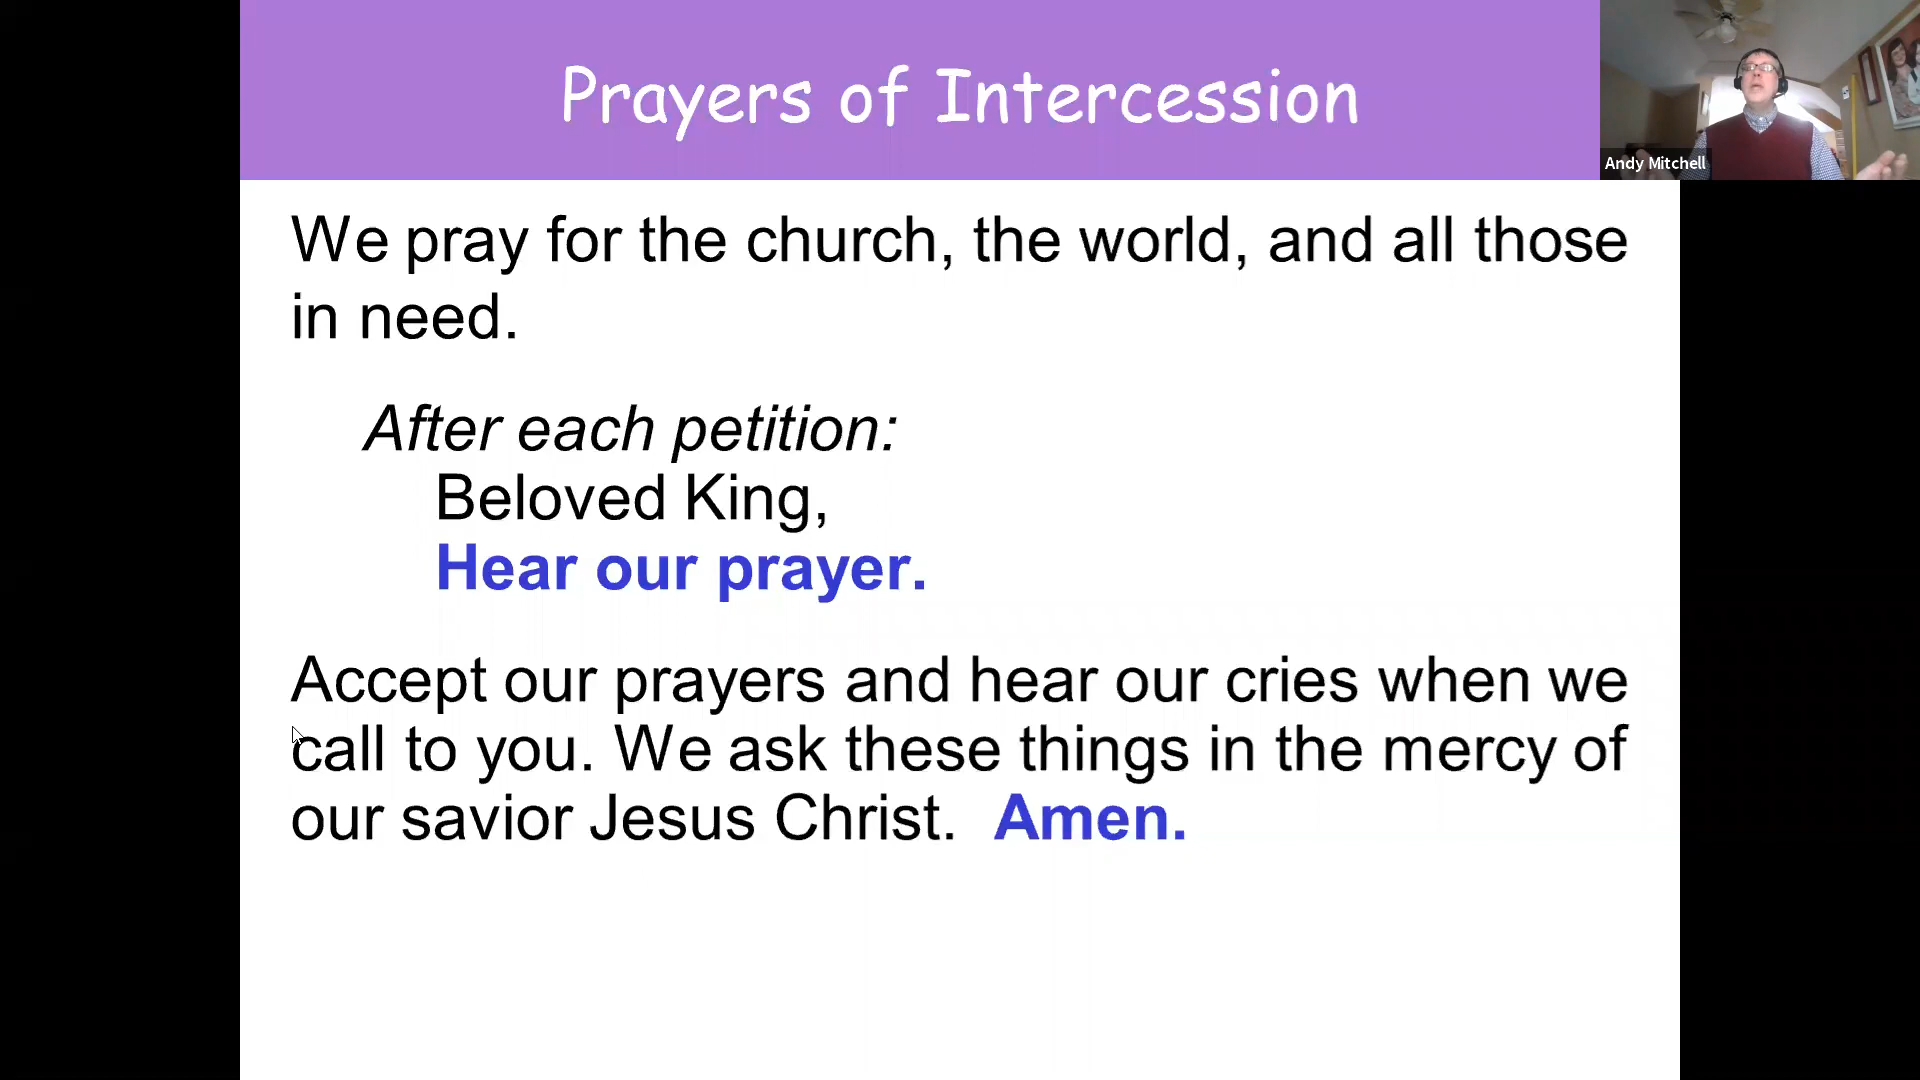 Prayers of Intercession
Andy Mitchell
We pray for the church, the world, and all those
in need.
After each petition:
Beloved King,
Hear our prayer.
Accept our prayers and hear our cries when we
call to you. We ask these things in the mercy of
our savior Jesus Christ. Amen.